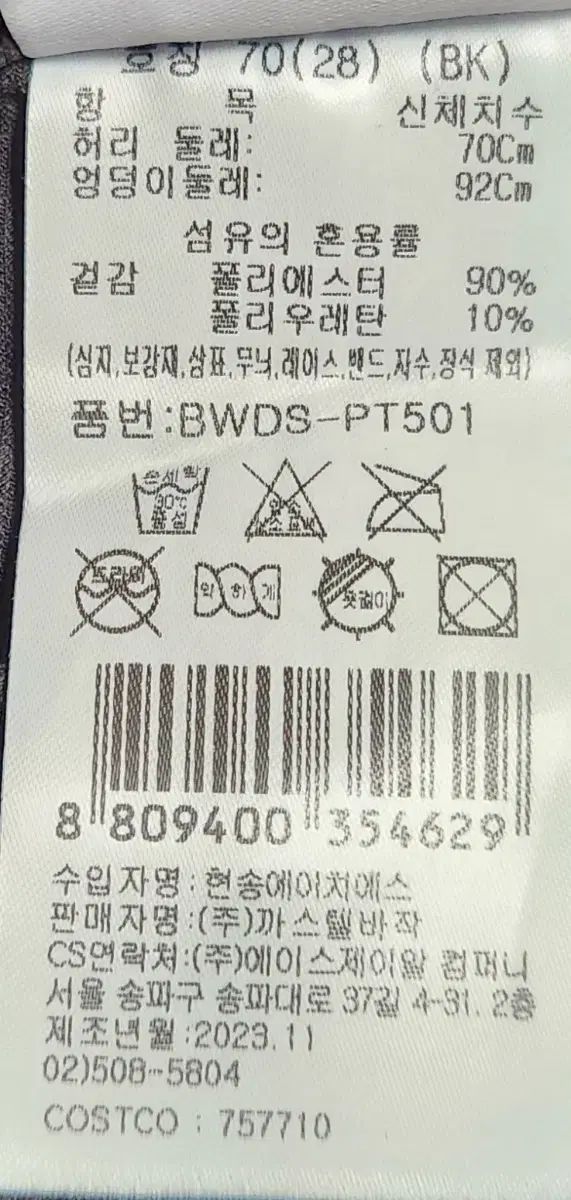 호칭 70(28) (BK)
항 목 신체치수
허리 둘레: 70Cm
엉덩이둘레: 92Cm
섬유의 혼용률
겉감 폴리에스터 90%
폴리우레탄 10%
(심지,보강재,상표,무늬,레이스,밴드,자수,장식 제외)
품번:BWDS-PT501
손세탁
30℃
중성
염소
표백
드라이
약하게
옷걸이
8 809400 354629
수입자명:현송에이치에스
판매자명:(주)까스텔바작
CS연락처:(주)에이스제이알 컴퍼니
서울 송파구 송파대로 37길 4-31. 2층
제조년월:2023.11
02)508-5804
COSTCO : 757710